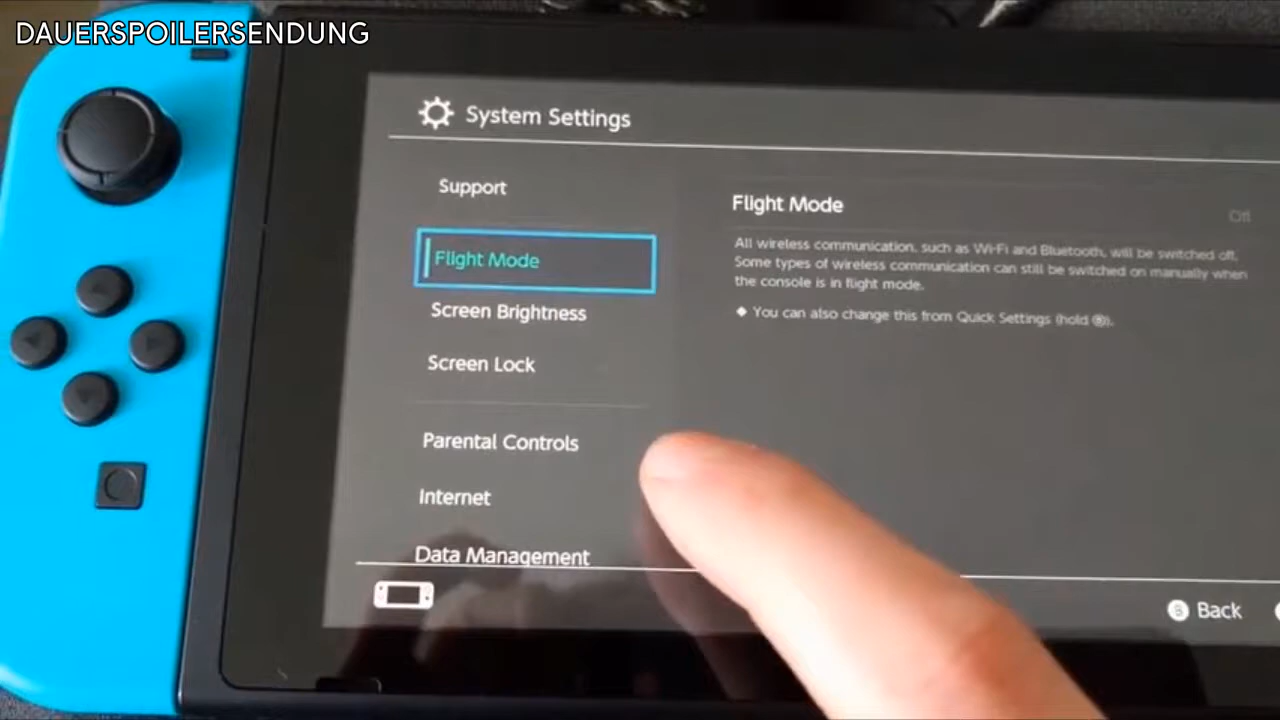 DAUERSPOILERSENDUNG
System Settings
Support
Flight Mode
Screen Brightness
Screen Lock
Parental Controls
Internet
Data Management
Flight Mode
Off
All wireless communication, such as Wi-Fi and Bluetooth, will be switched off.
Some types of wireless communication can still be switched on manually when
the console is in flight mode.
◆ You can also change this from Quick Settings (hold).
B Back